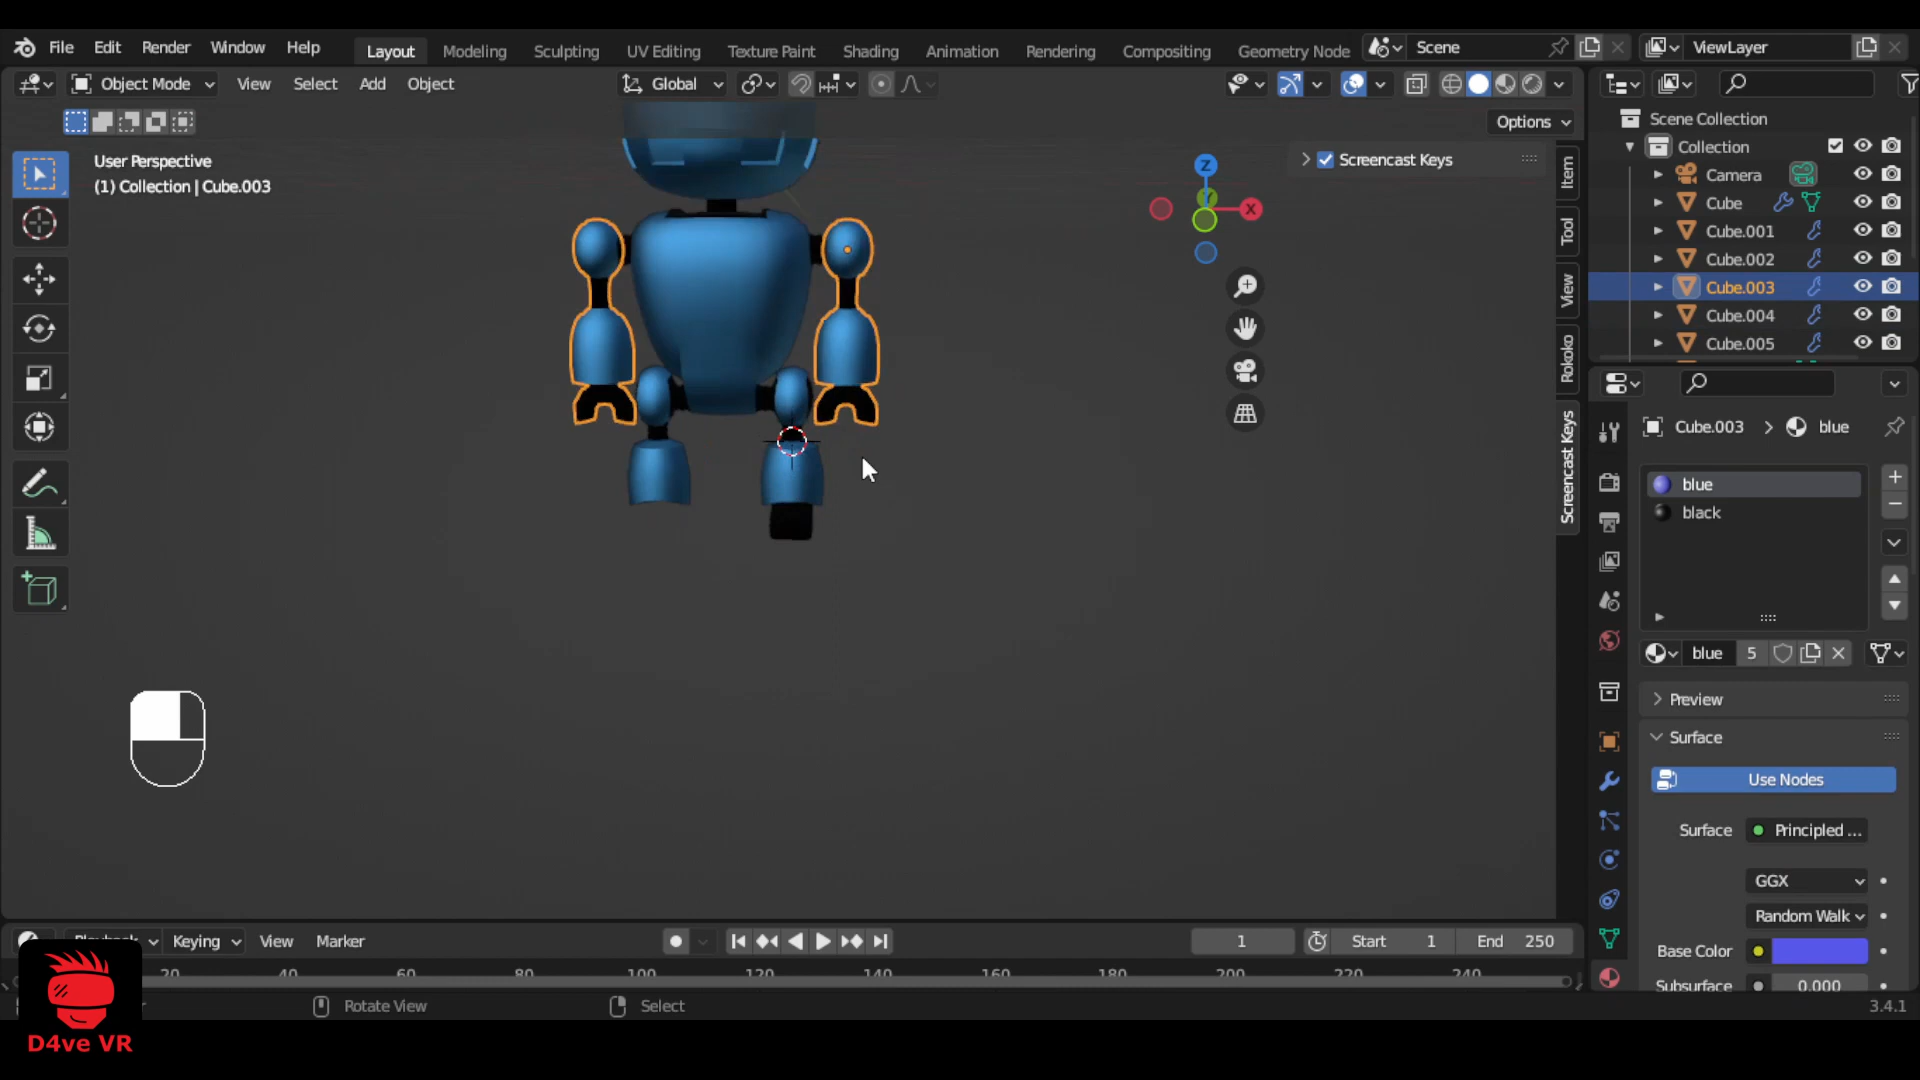 File Edit Render Window Help Layout Modeling Sculpting UV Editing Texture Paint Shading Animation Rendering Compositing Geometry Node Scene ViewLayer
Object Mode View Select Add Object Global
Options
User Perspective
(1) Collection | Cube.003
Screencast Keys
Z
X
Item
Tool
View
Rokoko
Screencast Keys
Scene Collection
Collection
Camera
Cube
Cube.001
Cube.002
Cube.003
Cube.004
Cube.005
Cube.003 > blue
blue
black
blue 5
Preview
Surface
Use Nodes
Surface Principled ...
GGX
Random Walk
Base Color
Subsurface 0.000
Keying View Marker 1 Start 1 End 250
20 40 60 80 100 120 140 160 180 200 220 240
Rotate View Select 3.4.1
D4ve VR